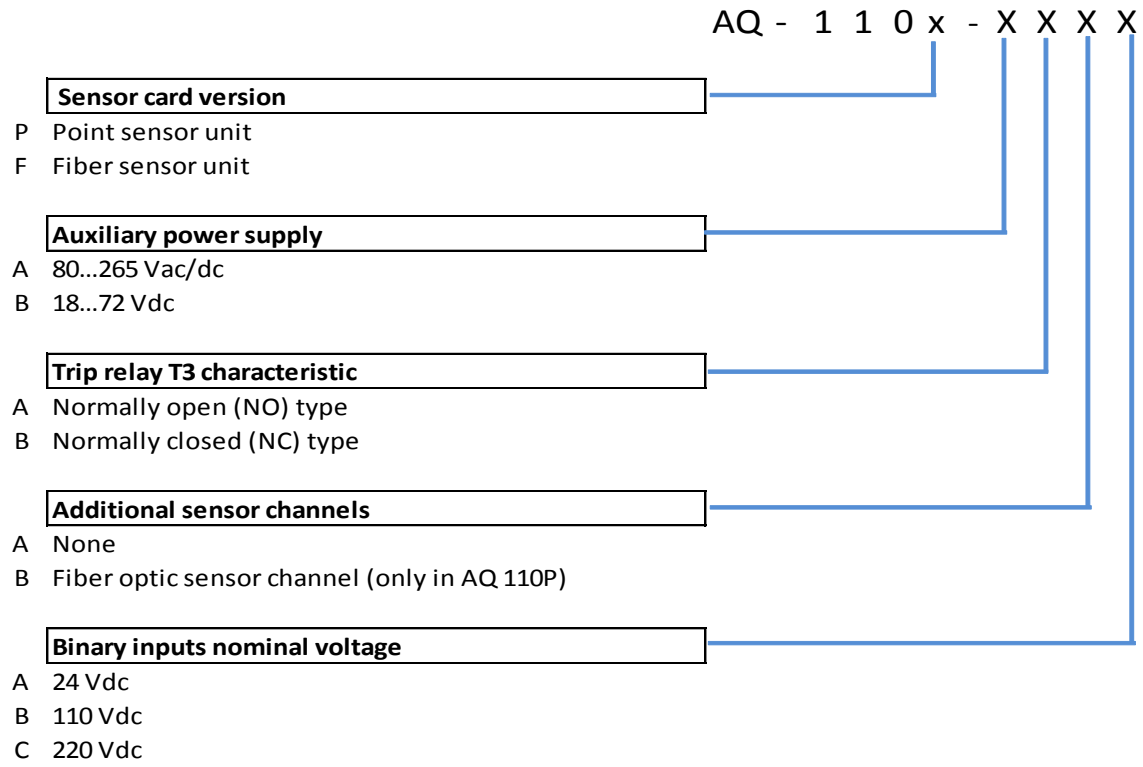 AQ - 1 1 0 x - X X X X
Sensor card version
P Point sensor unit
F Fiber sensor unit
Auxiliary power supply
A 80...265 Vac/dc
B 18...72 Vdc
Trip relay T3 characteristic
A Normally open (NO) type
B Normally closed (NC) type
Additional sensor channels
A None
B Fiber optic sensor channel (only in AQ 110P)
Binary inputs nominal voltage
A 24 Vdc
B 110 Vdc
C 220 Vdc